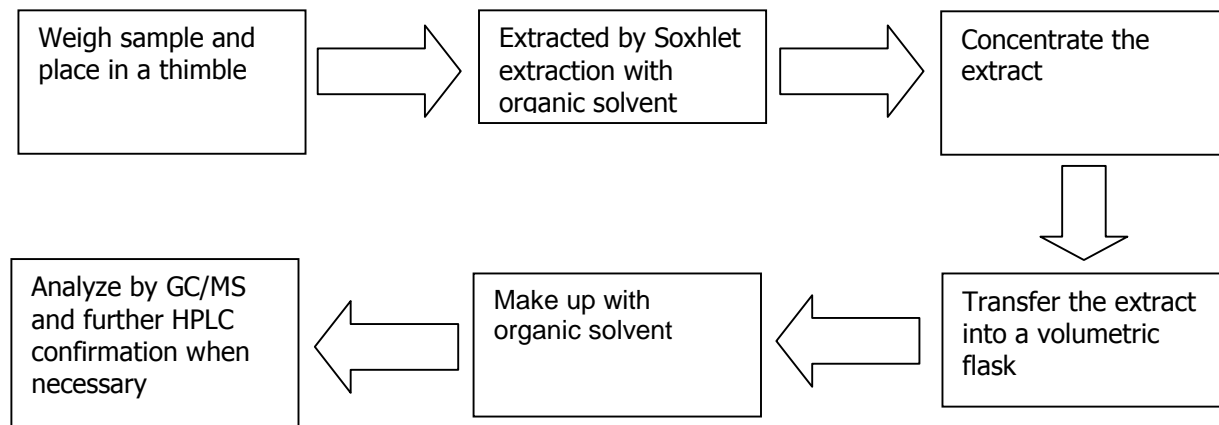 Weigh sample and
place in a thimble
Extracted by Soxhlet
extraction with
organic solvent
Concentrate the
extract
Transfer the extract
into a volumetric
flask
Make up with
organic solvent
Analyze by GC/MS
and further HPLC
confirmation when
necessary